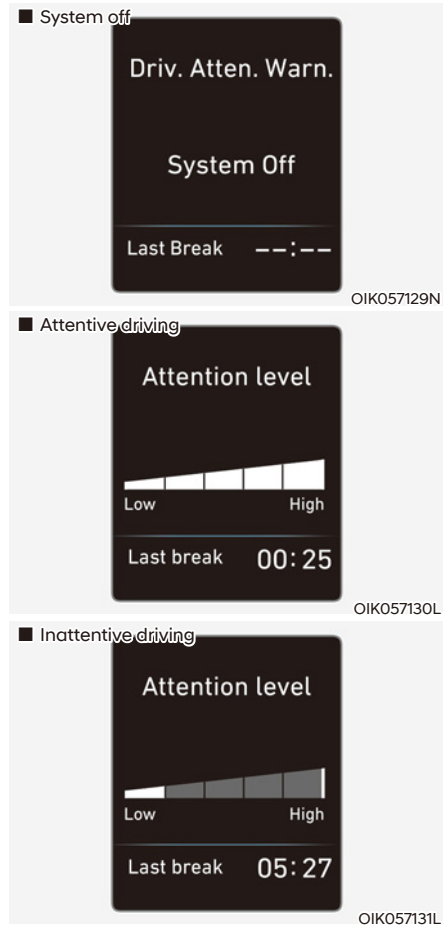 ■ System off
Driv. Atten. Warn.
System Off
Last Break --:--
OIK057129N
■ Attentive driving
Attention level
Low High
Last break 00:25
OIK057130L
■ Inattentive driving
Attention level
Low High
Last break 05:27
OIK057131L